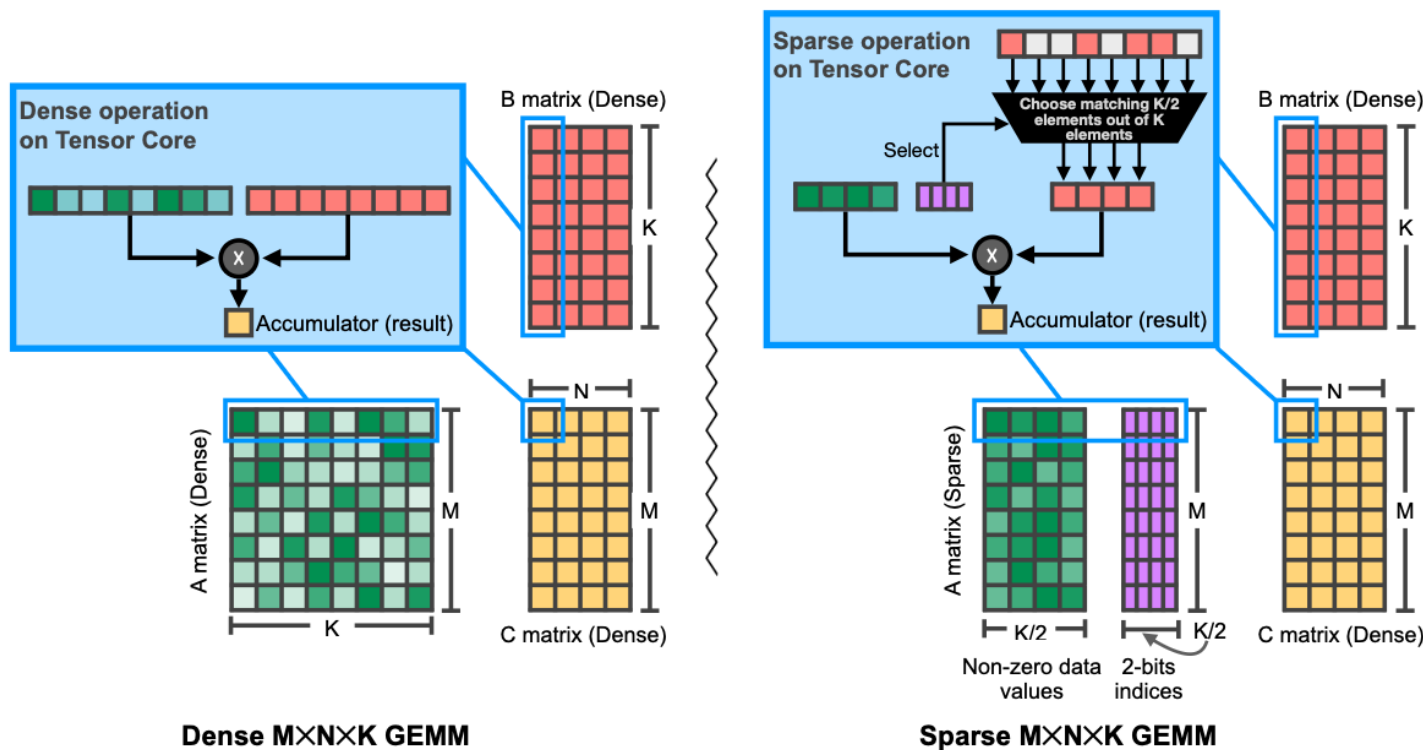 Dense operation
on Tensor Core
B matrix (Dense)
K
X
Accumulator (result)
A matrix (Dense)
M
K
N
M
C matrix (Dense)
Dense M×N×K GEMM
Sparse operation
on Tensor Core
Choose matching K/2
elements out of K
elements
Select
B matrix (Dense)
K
X
Accumulator (result)
A matrix (Sparse)
M
K/2
K/2
Non-zero data
values
2-bits
indices
N
M
C matrix (Dense)
Sparse M×N×K GEMM